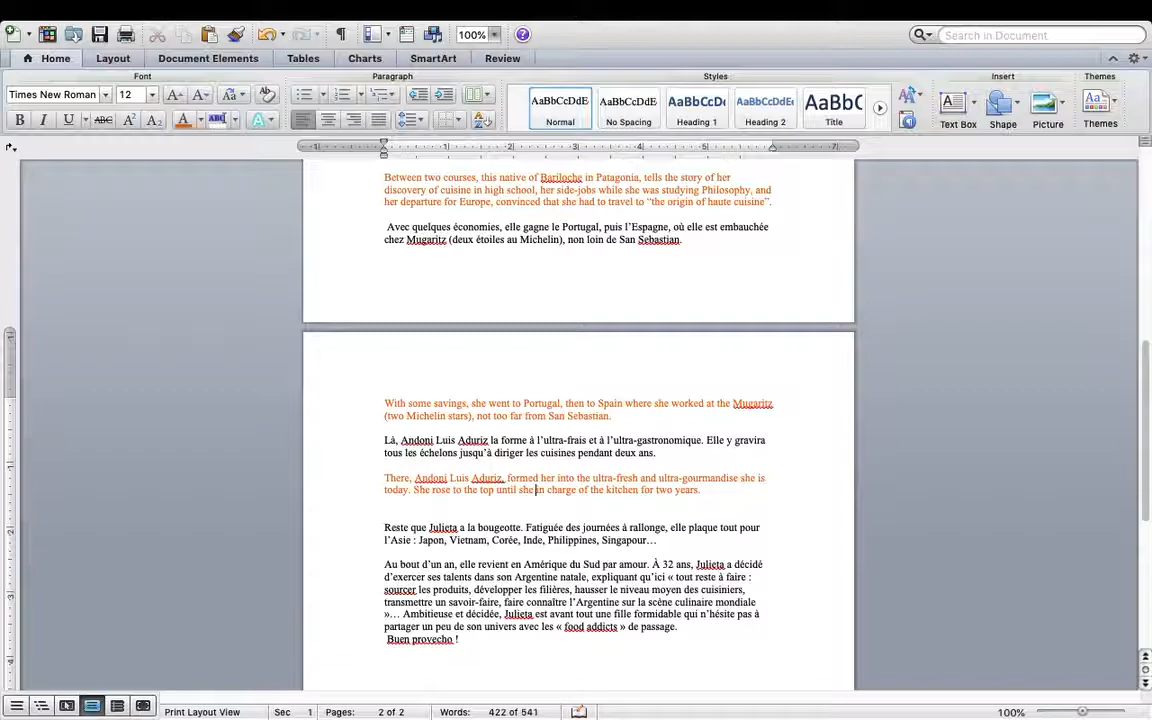 100%
Search in Document
Home Layout Document Elements Tables Charts SmartArt Review
Font Paragraph Styles Insert Themes
Times New Roman 12 Aa AaBbCcDdE AaBbCcDdE AaBbCcDc AaBbCcDdEe AaBbC
B I U ABC A² A₂ A ABC A Normal No Spacing Heading 1 Heading 2 Title Text Box Shape Picture Themes
1 1 2 3 4 5 6 7
Between two courses, this native of Bariloche in Patagonia, tells the story of her
discovery of cuisine in high school, her side-jobs while she was studying Philosophy, and
her departure for Europe, convinced that she had to travel to “the origin of haute cuisine”.
Avec quelques économies, elle gagne le Portugal, puis l’Espagne, où elle est embauchée
chez Mugaritz (deux étoiles au Michelin), non loin de San Sebastian.
With some savings, she went to Portugal, then to Spain where she worked at the Mugaritz
(two Michelin stars), not too far from San Sebastian.
Là, Andoni Luis Aduriz la forme à l’ultra-frais et à l’ultra-gastronomique. Elle y gravira
tous les échelons jusqu’à diriger les cuisines pendant deux ans.
There, Andoni Luis Aduriz, formed her into the ultra-fresh and ultra-gourmandise she is
today. She rose to the top until she in charge of the kitchen for two years.
Reste que Julieta a la bougeotte. Fatiguée des journées à rallonge, elle plaque tout pour
l’Asie : Japon, Vietnam, Corée, Inde, Philippines, Singapour…
Au bout d’un an, elle revient en Amérique du Sud par amour. À 32 ans, Julieta a décidé
d’exercer ses talents dans son Argentine natale, expliquant qu’ici « tout reste à faire :
sourcer les produits, développer les filières, hausser le niveau moyen des cuisiniers,
transmettre un savoir-faire, faire connaître l’Argentine sur la scène culinaire mondiale
»… Ambitieuse et décidée, Julieta est avant tout une fille formidable qui n’hésite pas à
partager un peu de son univers avec les « food addicts » de passage.
Buen provecho !
Print Layout View Sec 1 Pages: 2 of 2 Words: 422 of 541 100%